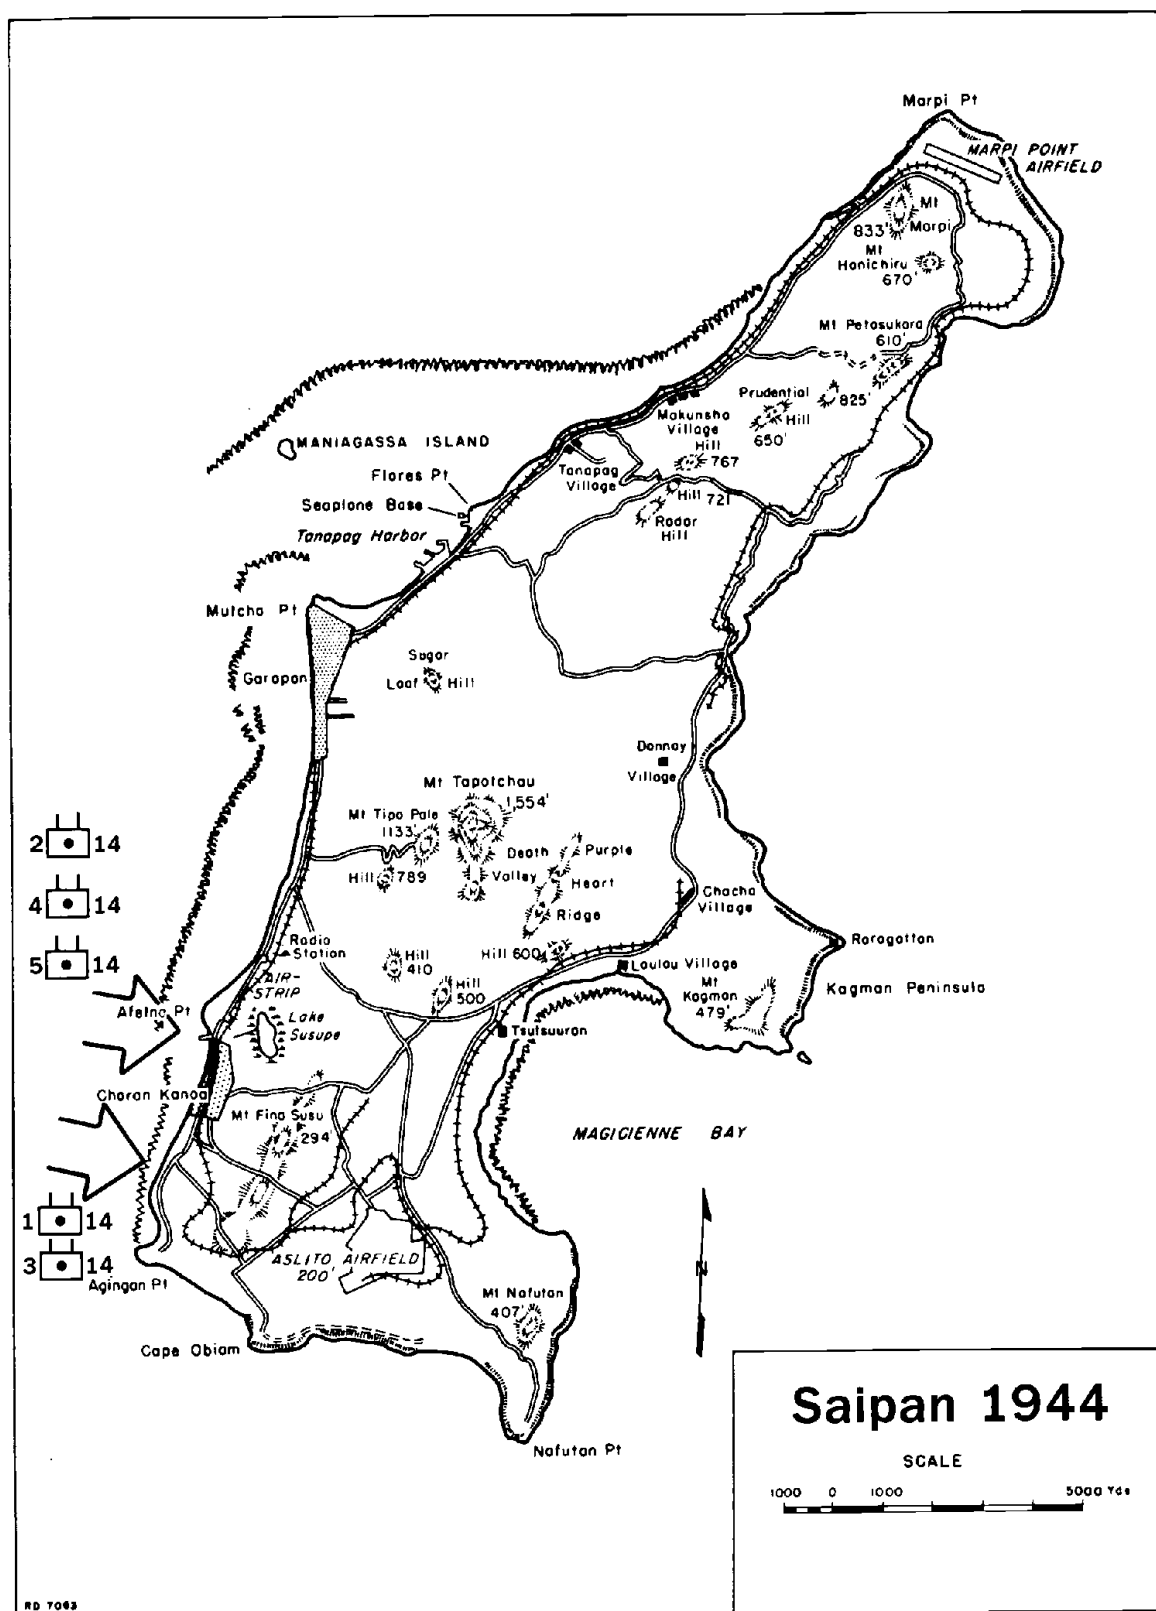 Marpi Pt
MARPI POINT
AIRFIELD
Mt
Marpi
833'
Mt
Hanichiru
670'
Mt Petosukara
610'
Prudential
Hill
650'
825'
Makunsha
Village
Hill
767
MANIAGASSA ISLAND
Flores Pt
Tanapag
Village
Seaplane Base
Hill
721
Radar
Hill
Tanapag Harbor
Mutcho Pt
Garapan
Sugar
Loaf Hill
Donnay
Village
Mt Tapotchau
1,554'
Mt Tipo Pale
1133'
Death
Valley
Purple
Heart
Ridge
Hill 789
2 14
4 14
5 14
Chacha
Village
Radio
Station
Hill
410
Hill 600
Laulau Village
Raragattan
AIR-
STRIP
Hill
500
Mt
Kagman
479'
Kagman Peninsula
Afetna Pt
Lake
Susupe
Tsutsuuran
Charan Kanoa
Mt Fina Susu
294'
MAGICIENNE BAY
1 14
3 14
N
Agingan Pt
ASLITO AIRFIELD
200'
Mt Nafutan
407'
Cape Obiam
Nafutan Pt
Saipan 1944
SCALE
1000 0 1000 5000 Yds
RD 7063